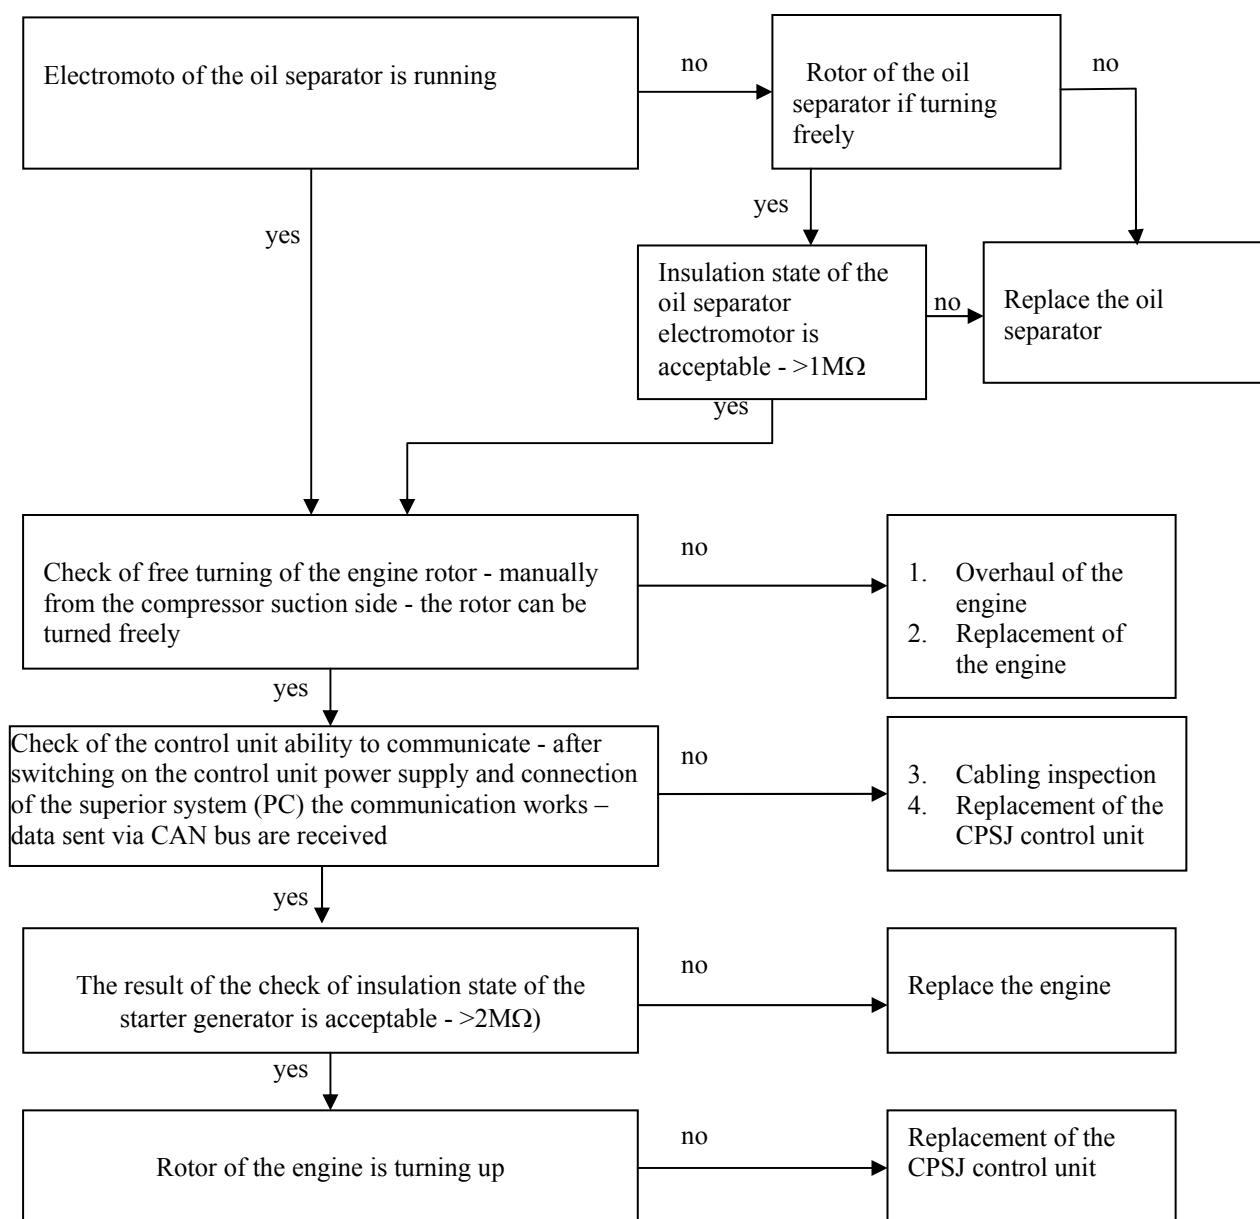 Electromoto of the oil separator is running
no
Rotor of the oil
separator if turning
freely
no
yes
yes
Insulation state of the
oil separator
electromotor is
acceptable - >1MΩ
no
Replace the oil
separator
yes
Check of free turning of the engine rotor - manually
from the compressor suction side - the rotor can be
turned freely
no
1. Overhaul of the
engine
2. Replacement of
the engine
yes
Check of the control unit ability to communicate - after
switching on the control unit power supply and connection
of the superior system (PC) the communication works –
data sent via CAN bus are received
no
3. Cabling inspection
4. Replacement of the
CPSJ control unit
yes
The result of the check of insulation state of the
starter generator is acceptable - >2MΩ)
no
Replace the engine
yes
Rotor of the engine is turning up
no
Replacement of the
CPSJ control unit